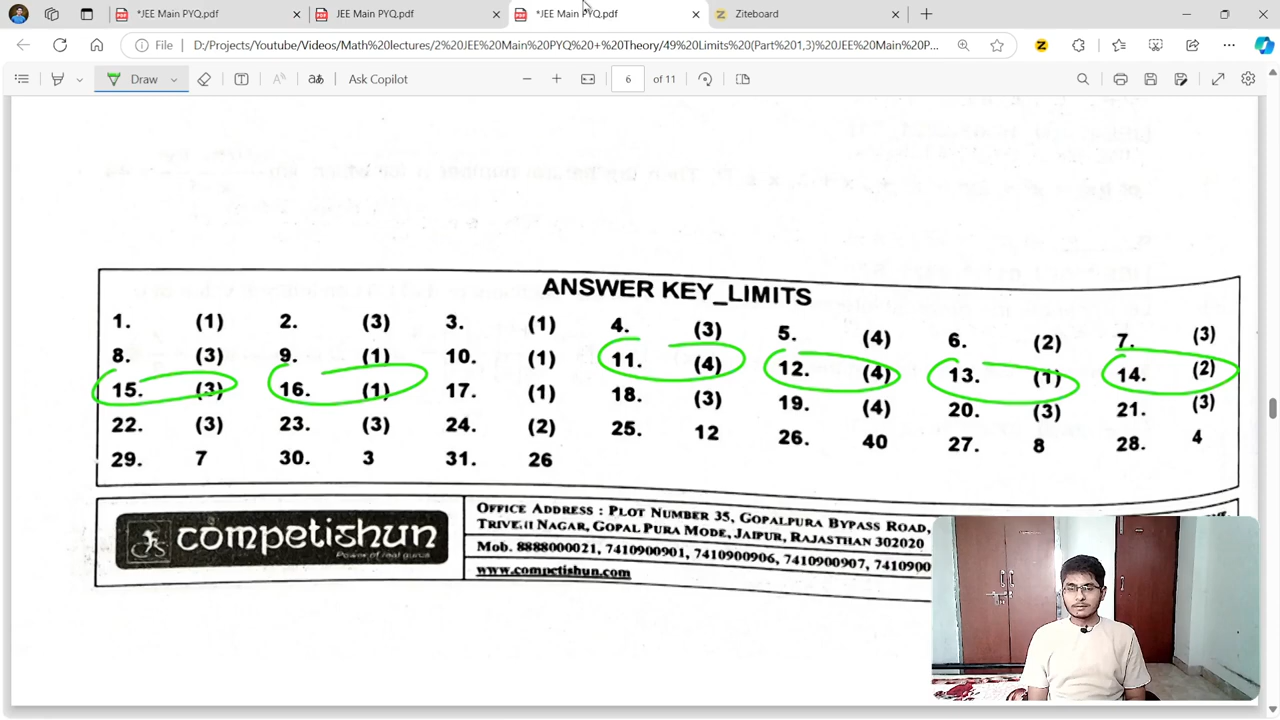 *JEE Main PYQ.pdf
JEE Main PYQ.pdf
*JEE Main PYQ.pdf
Ziteboard
File
D:/Projects/Youtube/Videos/Math%20lectures/2%20JEE%20Main%20PYQ%20+%20Theory/49%20Limits%20(Part%201,3)%20JEE%20Main%20P...
Draw
Ask Copilot
6
of 11
ANSWER KEY_LIMITS
1. (1) 2. (3) 3. (1) 4. (3) 5. (4) 6. (2) 7. (3)
8. (3) 9. (1) 10. (1) 11. (4) 12. (4) 13. (1) 14. (2)
15. (3) 16. (1) 17. (1) 18. (3) 19. (4) 20. (3) 21. (3)
22. (3) 23. (3) 24. (2) 25. 12 26. 40 27. 8 28. 4
29. 7 30. 3 31. 26
competishun
Power of real gurus
OFFICE ADDRESS : PLOT NUMBER 35, GOPALPURA BYPASS ROAD,
NAGAR, GOPAL PURA MODE, JAIPUR, RAJASTHAN 302020
Mob. 8888000021, 7410900901, 7410900906, 7410900907, 7410900
www.competishun.com